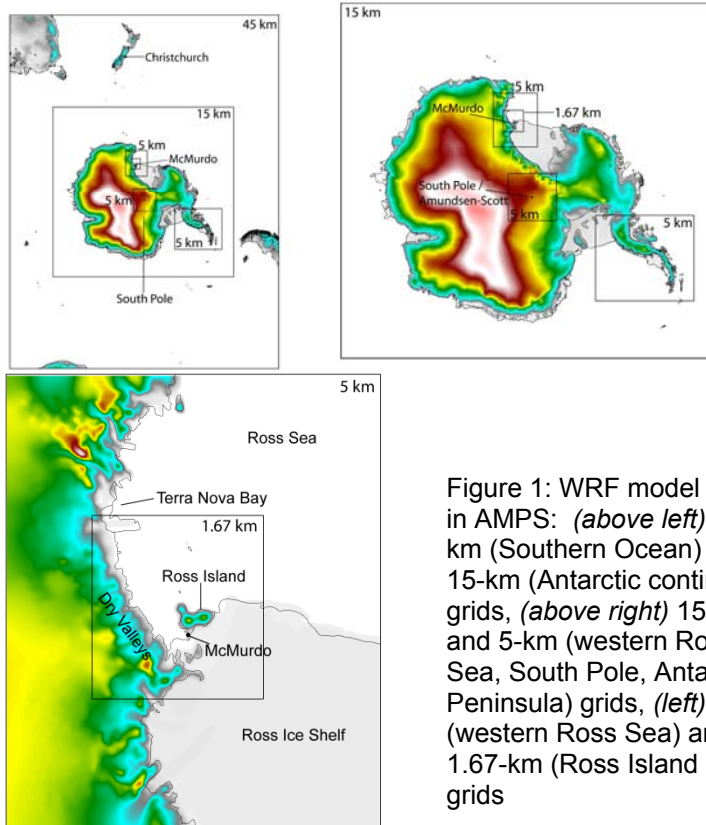 45 km
Christchurch
15 km
5 km
McMurdo
5 km
5 km
South Pole
15 km
5 km
McMurdo
1.67 km
South Pole /
Amundsen-Scott
5 km
5 km
5 km
Ross Sea
Terra Nova Bay
1.67 km
Ross Island
Dry Valleys
McMurdo
Ross Ice Shelf
Figure 1: WRF model
in AMPS: (above left)
km (Southern Ocean)
15-km (Antarctic conti
grids, (above right) 15
and 5-km (western Ro
Sea, South Pole, Anta
Peninsula) grids, (left)
(western Ross Sea) a
1.67-km (Ross Island
grids